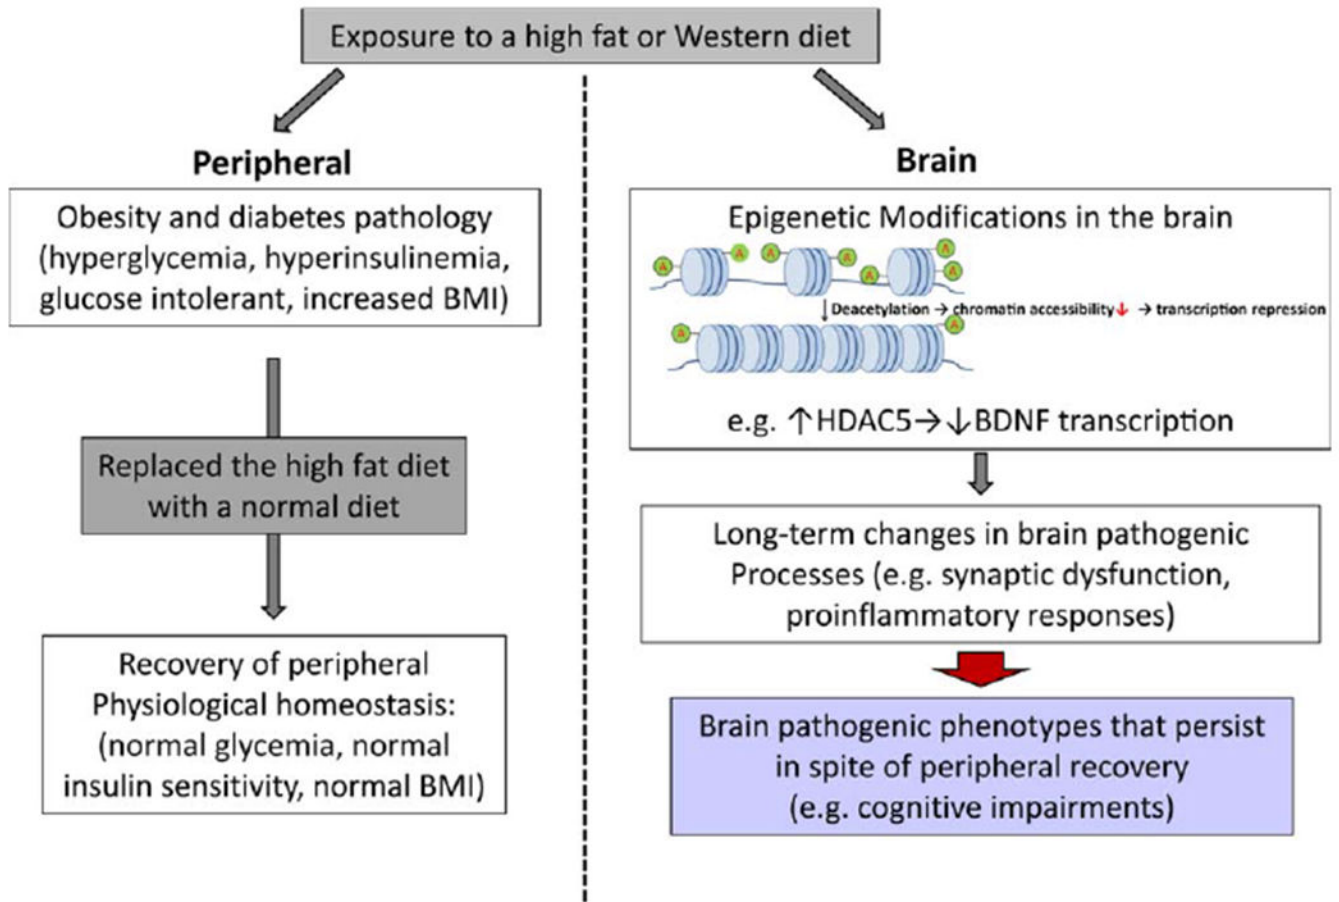 Exposure to a high fat or Western diet
Peripheral
Obesity and diabetes pathology
(hyperglycemia, hyperinsulinemia,
glucose intolerant, increased BMI)
Replaced the high fat diet
with a normal diet
Recovery of peripheral
Physiological homeostasis:
(normal glycemia, normal
insulin sensitivity, normal BMI)
Brain
Epigenetic Modifications in the brain
A A A A A A A
↓ Deacetylation → chromatin accessibility↓ → transcription repression
A A
e.g. ↑HDAC5→↓BDNF transcription
Long-term changes in brain pathogenic
Processes (e.g. synaptic dysfunction,
proinflammatory responses)
Brain pathogenic phenotypes that persist
in spite of peripheral recovery
(e.g. cognitive impairments)